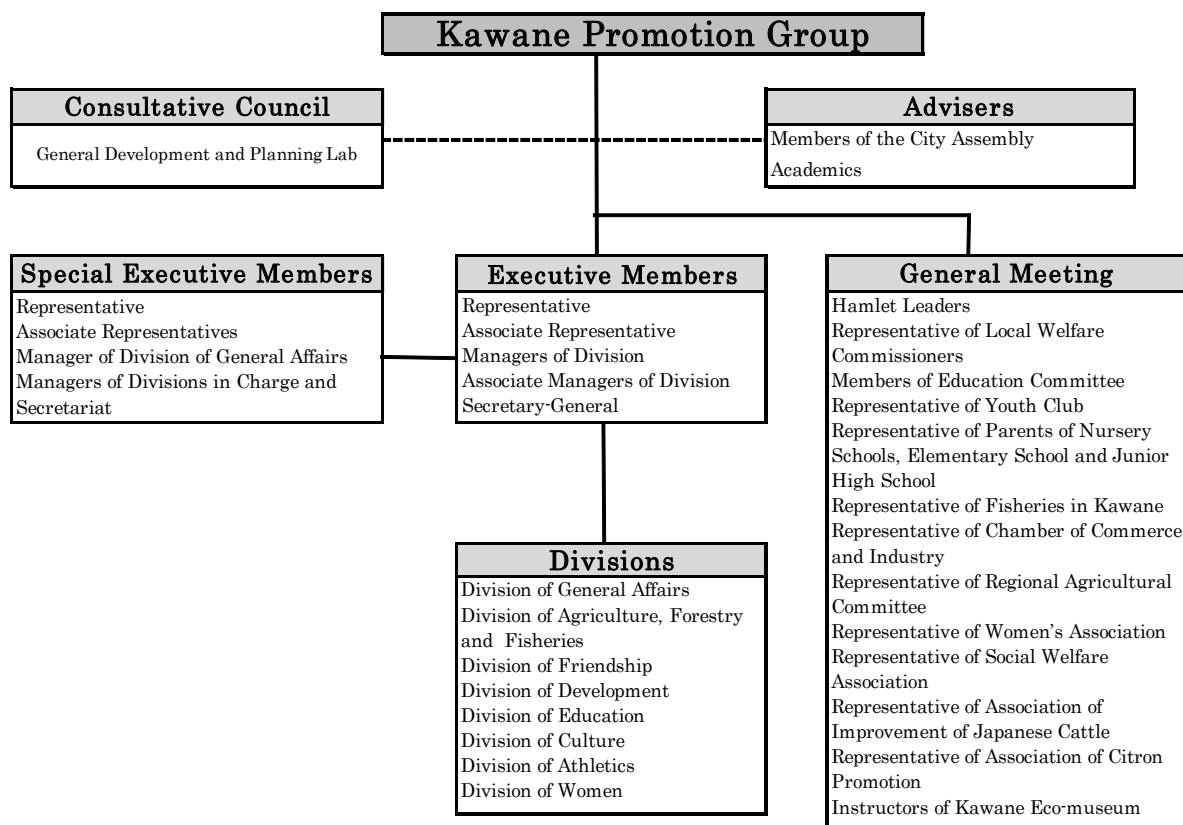 Kawane Promotion Group
Consultative Council
General Development and Planning Lab
Advisers
Members of the City Assembly
Academics
Special Executive Members
Representative
Associate Representatives
Manager of Division of General Affairs
Managers of Divisions in Charge and
Secretariat
Executive Members
Representative
Associate Representative
Managers of Division
Associate Managers of Division
Secretary-General
General Meeting
Hamlet Leaders
Representative of Local Welfare
Commissioners
Members of Education Committee
Representative of Youth Club
Representative of Parents of Nursery
Schools, Elementary School and Junior
High School
Representative of Fisheries in Kawane
Representative of Chamber of Commerce
and Industry
Representative of Regional Agricultural
Committee
Representative of Women's Association
Representative of Social Welfare
Association
Representative of Association of
Improvement of Japanese Cattle
Representative of Association of Citron
Promotion
Instructors of Kawane Eco-museum
Divisions
Division of General Affairs
Division of Agriculture, Forestry
and Fisheries
Division of Friendship
Division of Development
Division of Education
Division of Culture
Division of Athletics
Division of Women